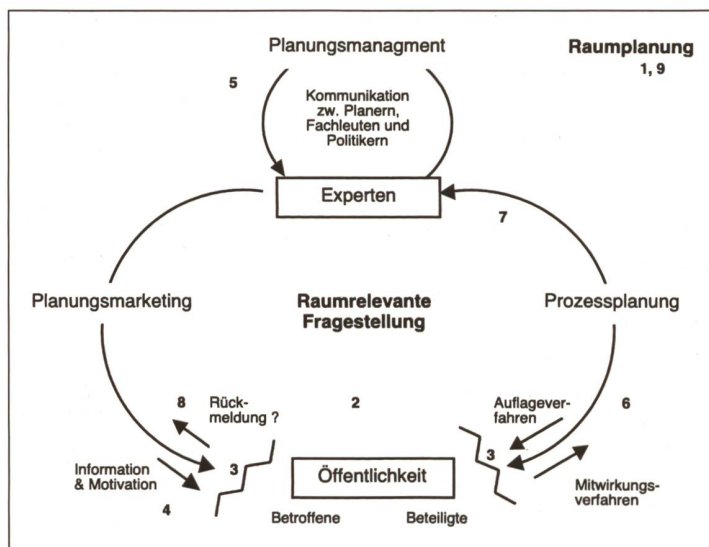 Planungsmanagment
Raumplanung
1, 9
5
Kommunikation
zw. Planern,
Fachleuten und
Politikern
Experten
7
Planungsmarketing
Raumrelevante
Fragestellung
Prozessplanung
8
Rück-
meldung ?
2
Auflagever-
fahren
6
Information
& Motivation
3
3
4
Öffentlichkeit
Mitwirkungs-
verfahren
Betroffene
Beteiligte